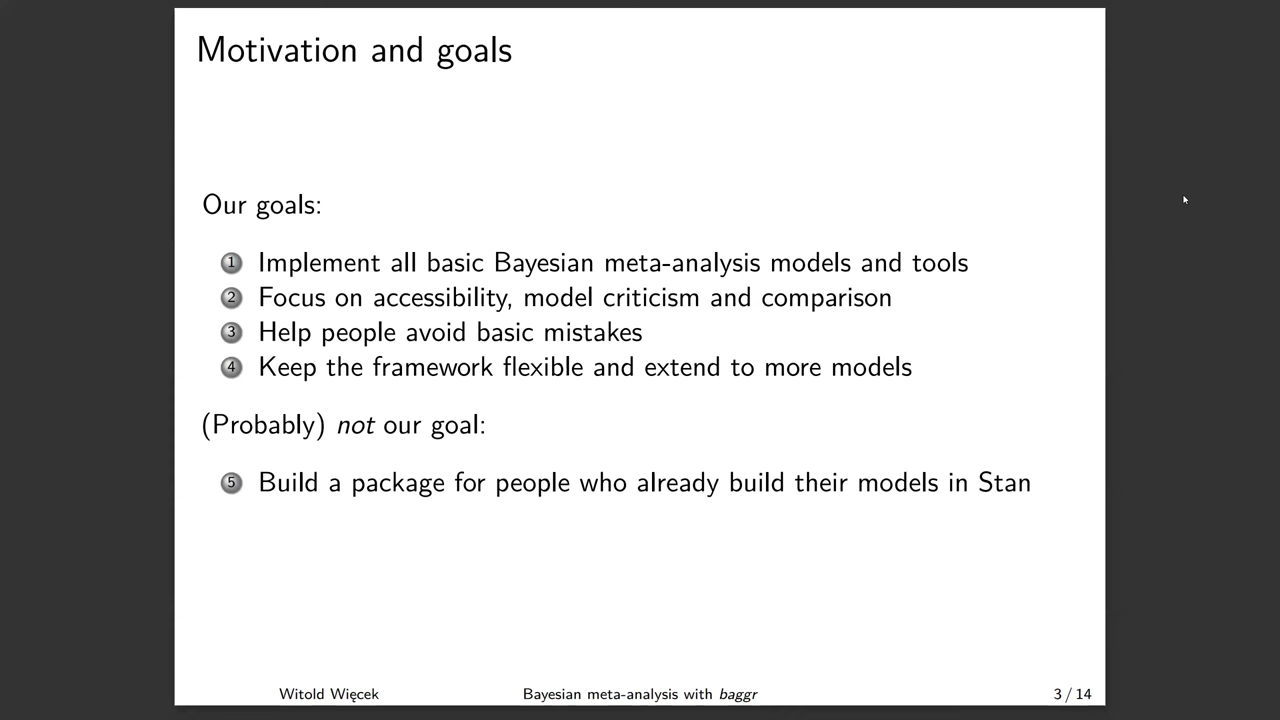 Motivation and goals
Our goals:
1 Implement all basic Bayesian meta-analysis models and tools
2 Focus on accessibility, model criticism and comparison
3 Help people avoid basic mistakes
4 Keep the framework flexible and extend to more models
(Probably) not our goal:
5 Build a package for people who already build their models in Stan
Witold Więcek Bayesian meta-analysis with baggr 3 / 14